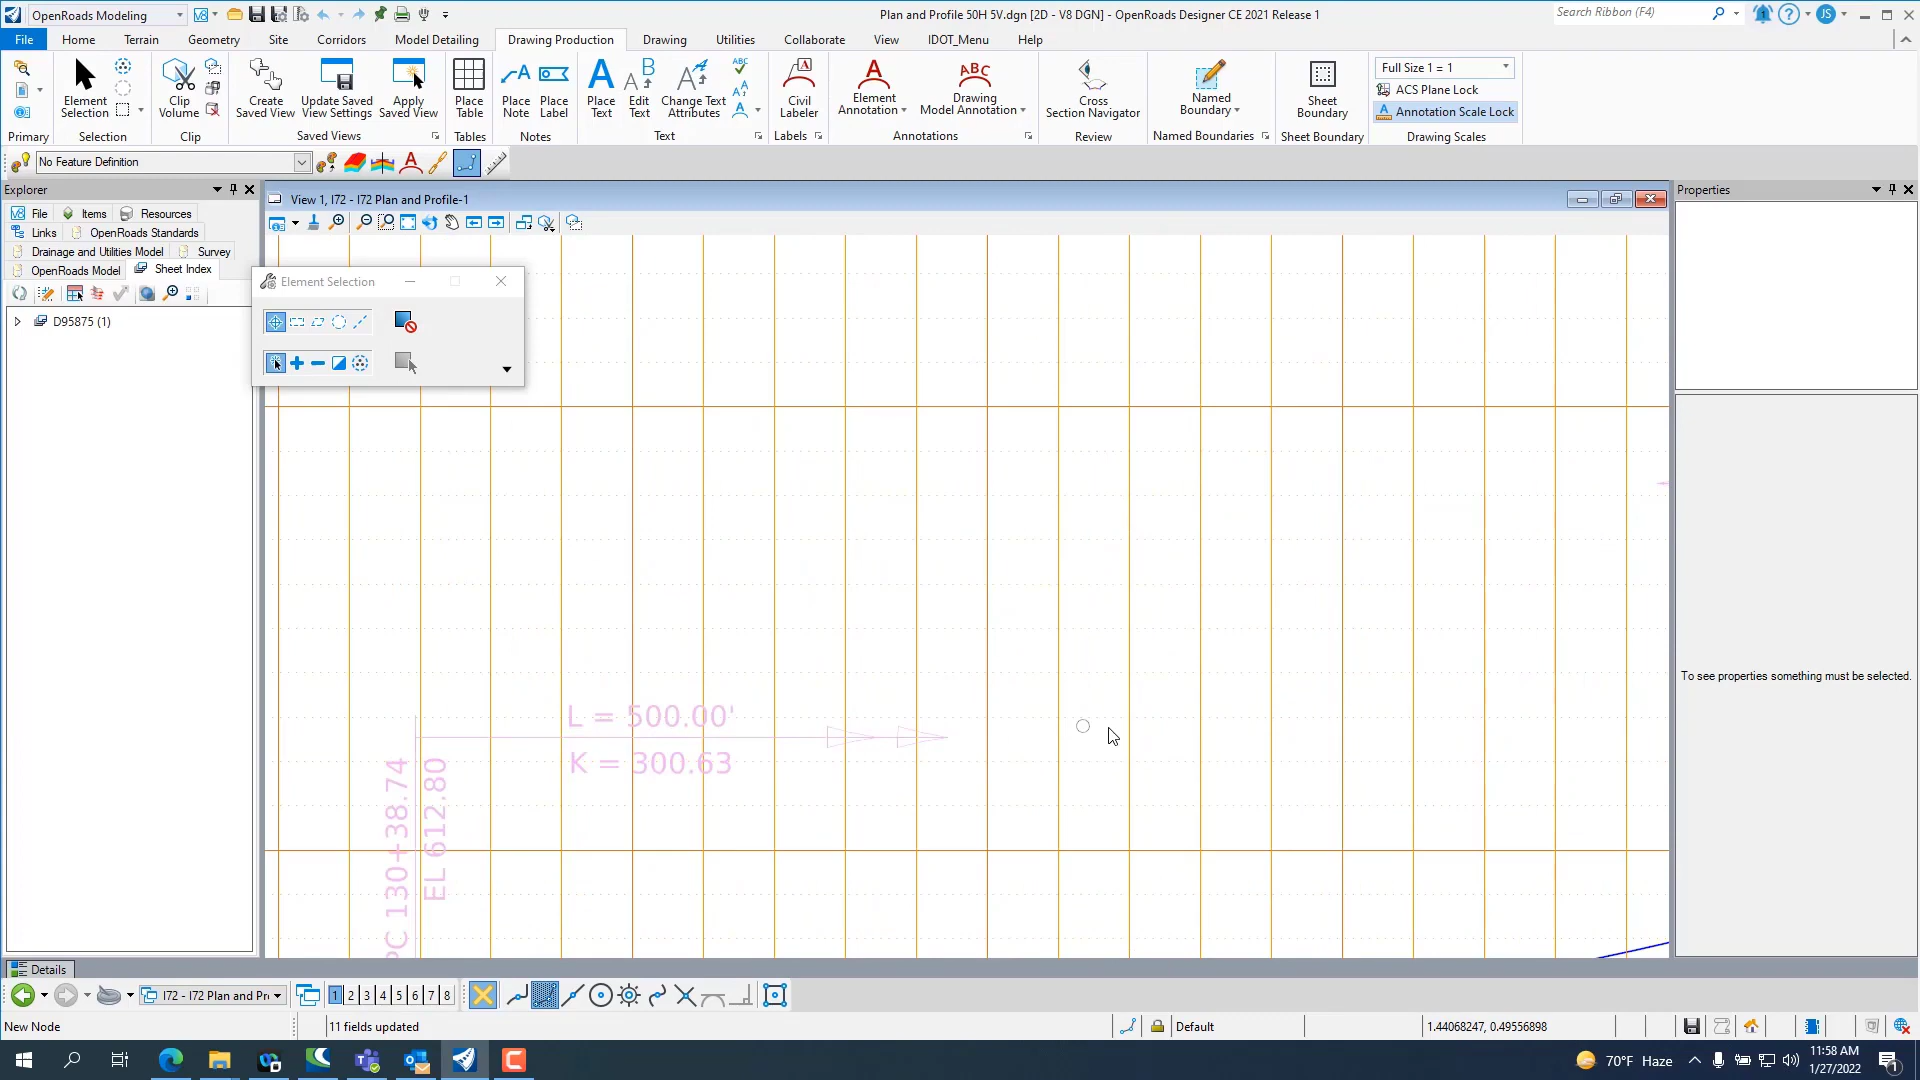 OpenRoads Modeling
Plan and Profile 50H 5V.dgn [2D - V8 DGN] - OpenRoads Designer CE 2021 Release 1
Search Ribbon (F4)
JS
File
Home
Terrain
Geometry
Site
Corridors
Model Detailing
Drawing Production
Drawing
Utilities
Collaborate
View
IDOT_Menu
Help
Element
Selection
Clip
Volume
Create
Saved View
Update Saved
View Settings
Apply
Saved View
Place
Table
Place
Note
Place
Label
Place
Text
Edit
Text
Change Text
Attributes
Civil
Labeler
Element
Annotation
Drawing
Model Annotation
Cross
Section Navigator
Named
Boundary
Sheet
Boundary
Full Size 1 = 1
ACS Plane Lock
Annotation Scale Lock
Primary
Selection
Clip
Saved Views
Tables
Notes
Text
Labels
Annotations
Review
Named Boundaries
Sheet Boundary
Drawing Scales
No Feature Definition
Explorer
View 1, I72 - I72 Plan and Profile-1
Properties
File
Items
Resources
Links
OpenRoads Standards
Drainage and Utilities Model
Survey
OpenRoads Model
Sheet Index
Element Selection
D95875 (1)
L = 500.00'
K = 300.63
PC 130+38.74
EL 612.80
To see properties something must be selected.
Details
I72 - I72 Plan and Pr
1 2 3 4 5 6 7 8
New Node
11 fields updated
Default
1.44068247, 0.49556898
70°F Haze
11:58 AM
1/27/2022
1